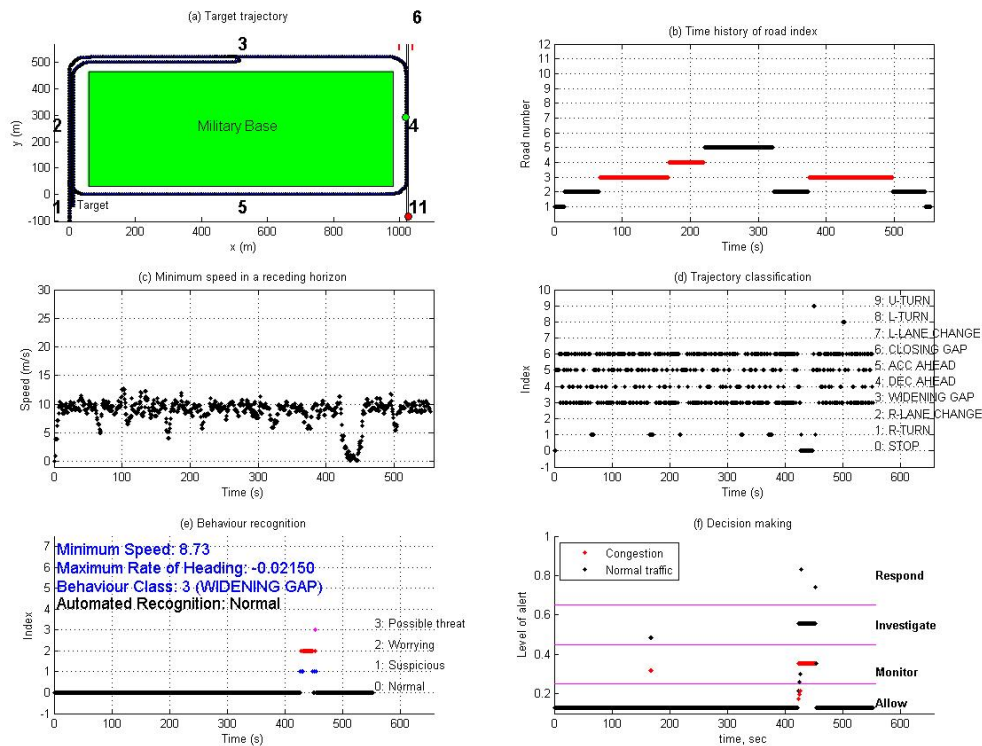 (a) Target trajectory
6
3
500
400
300
200
100
0
-100
y (m)
2
Military Base
4
1
Target
5
11
0
200
400
600
800
1000
x (m)
(b) Time history of road index
12
11
10
9
8
7
6
5
4
3
2
1
Road number
0
100
200
300
400
500
600
Time (s)
(c) Minimum speed in a receding horizon
30
25
20
15
10
5
0
Speed (m/s)
0
100
200
300
400
500
600
Time (s)
(d) Trajectory classification
10
9
8
7
6
5
4
3
2
1
0
-1
Index
9: U-TURN
8: L-TURN
7: L-LANE CHANGE
6: CLOSING GAP
5: ACC AHEAD
4: DEC AHEAD
3: WIDENING GAP
2: R-LANE CHANGE
1: R-TURN
0: STOP
0
100
200
300
400
500
600
Time (s)
(e) Behaviour recognition
7
6
5
4
3
2
1
0
-1
Index
Minimum Speed: 8.73
Maximum Rate of Heading: -0.02150
Behaviour Class: 3 (WIDENING GAP)
Automated Recognition: Normal
3: Possible threat
2: Worrying
1: Suspicious
0: Normal
0
100
200
300
400
500
600
Time (s)
(f) Decision making
1
0.8
0.6
0.4
0.2
Level of alert
Congestion
Normal traffic
Respond
Investigate
Monitor
Allow
0
100
200
300
400
500
600
time, sec